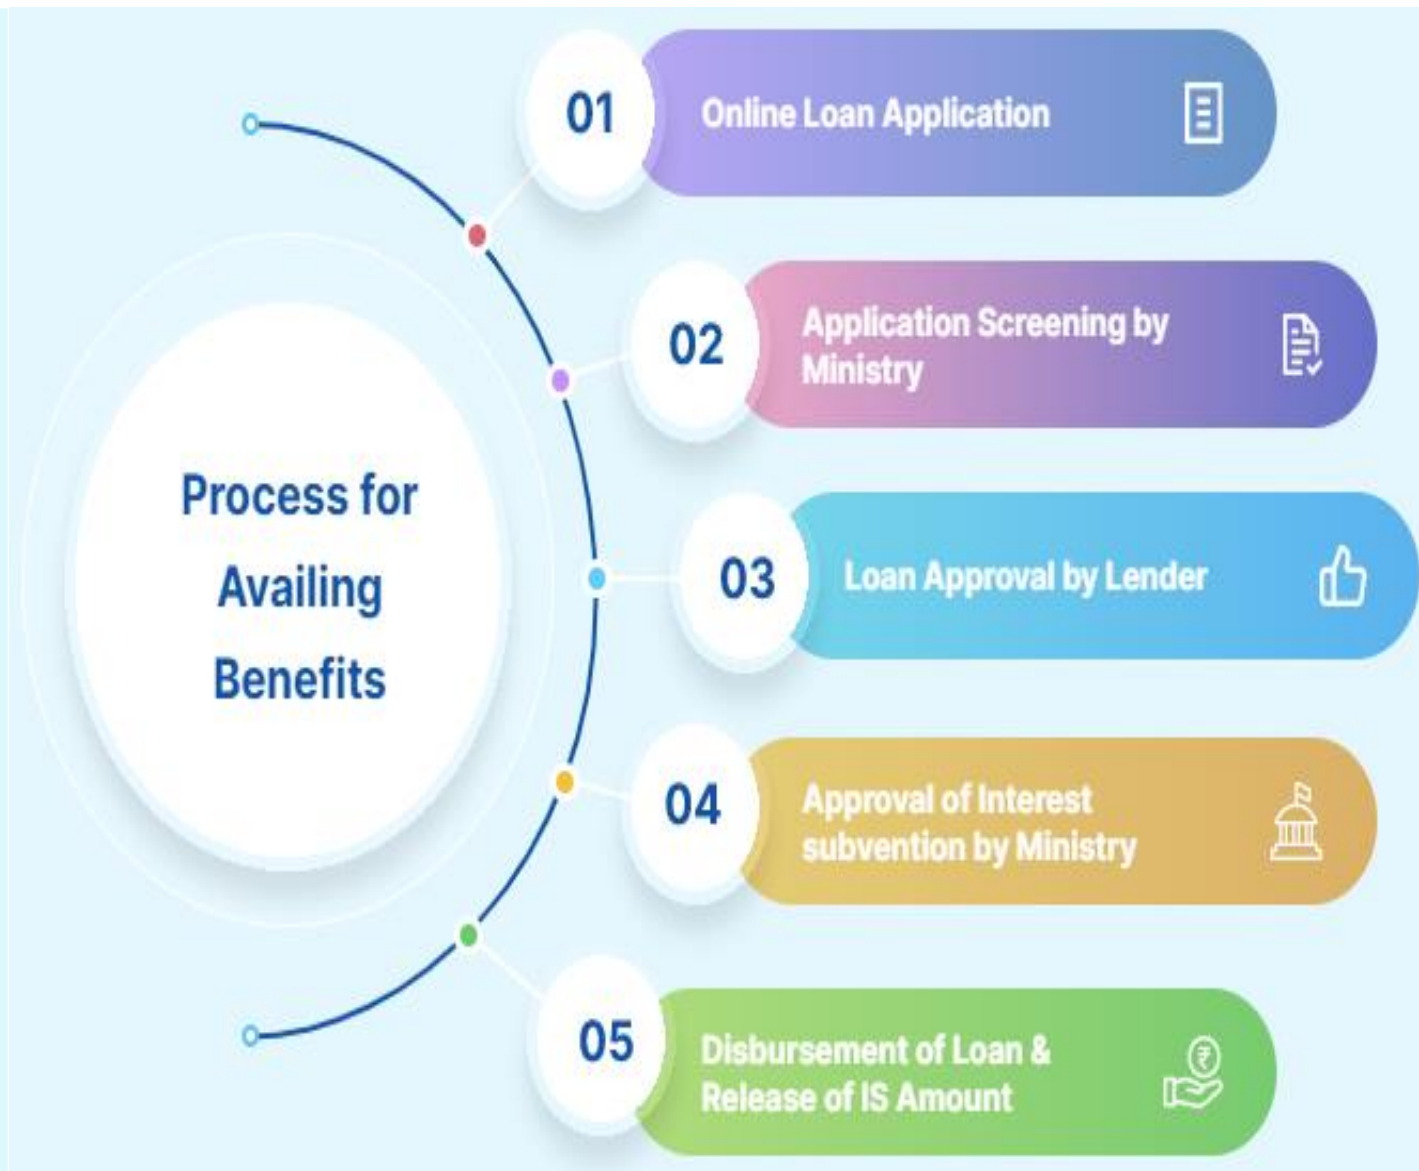 Process for
Availing
Benefits
01
Online Loan Application
02
Application Screening by
Ministry
03
Loan Approval by Lender
04
Approval of Interest
subvention by Ministry
05
Disbursement of Loan &
Release of IS Amount
₹